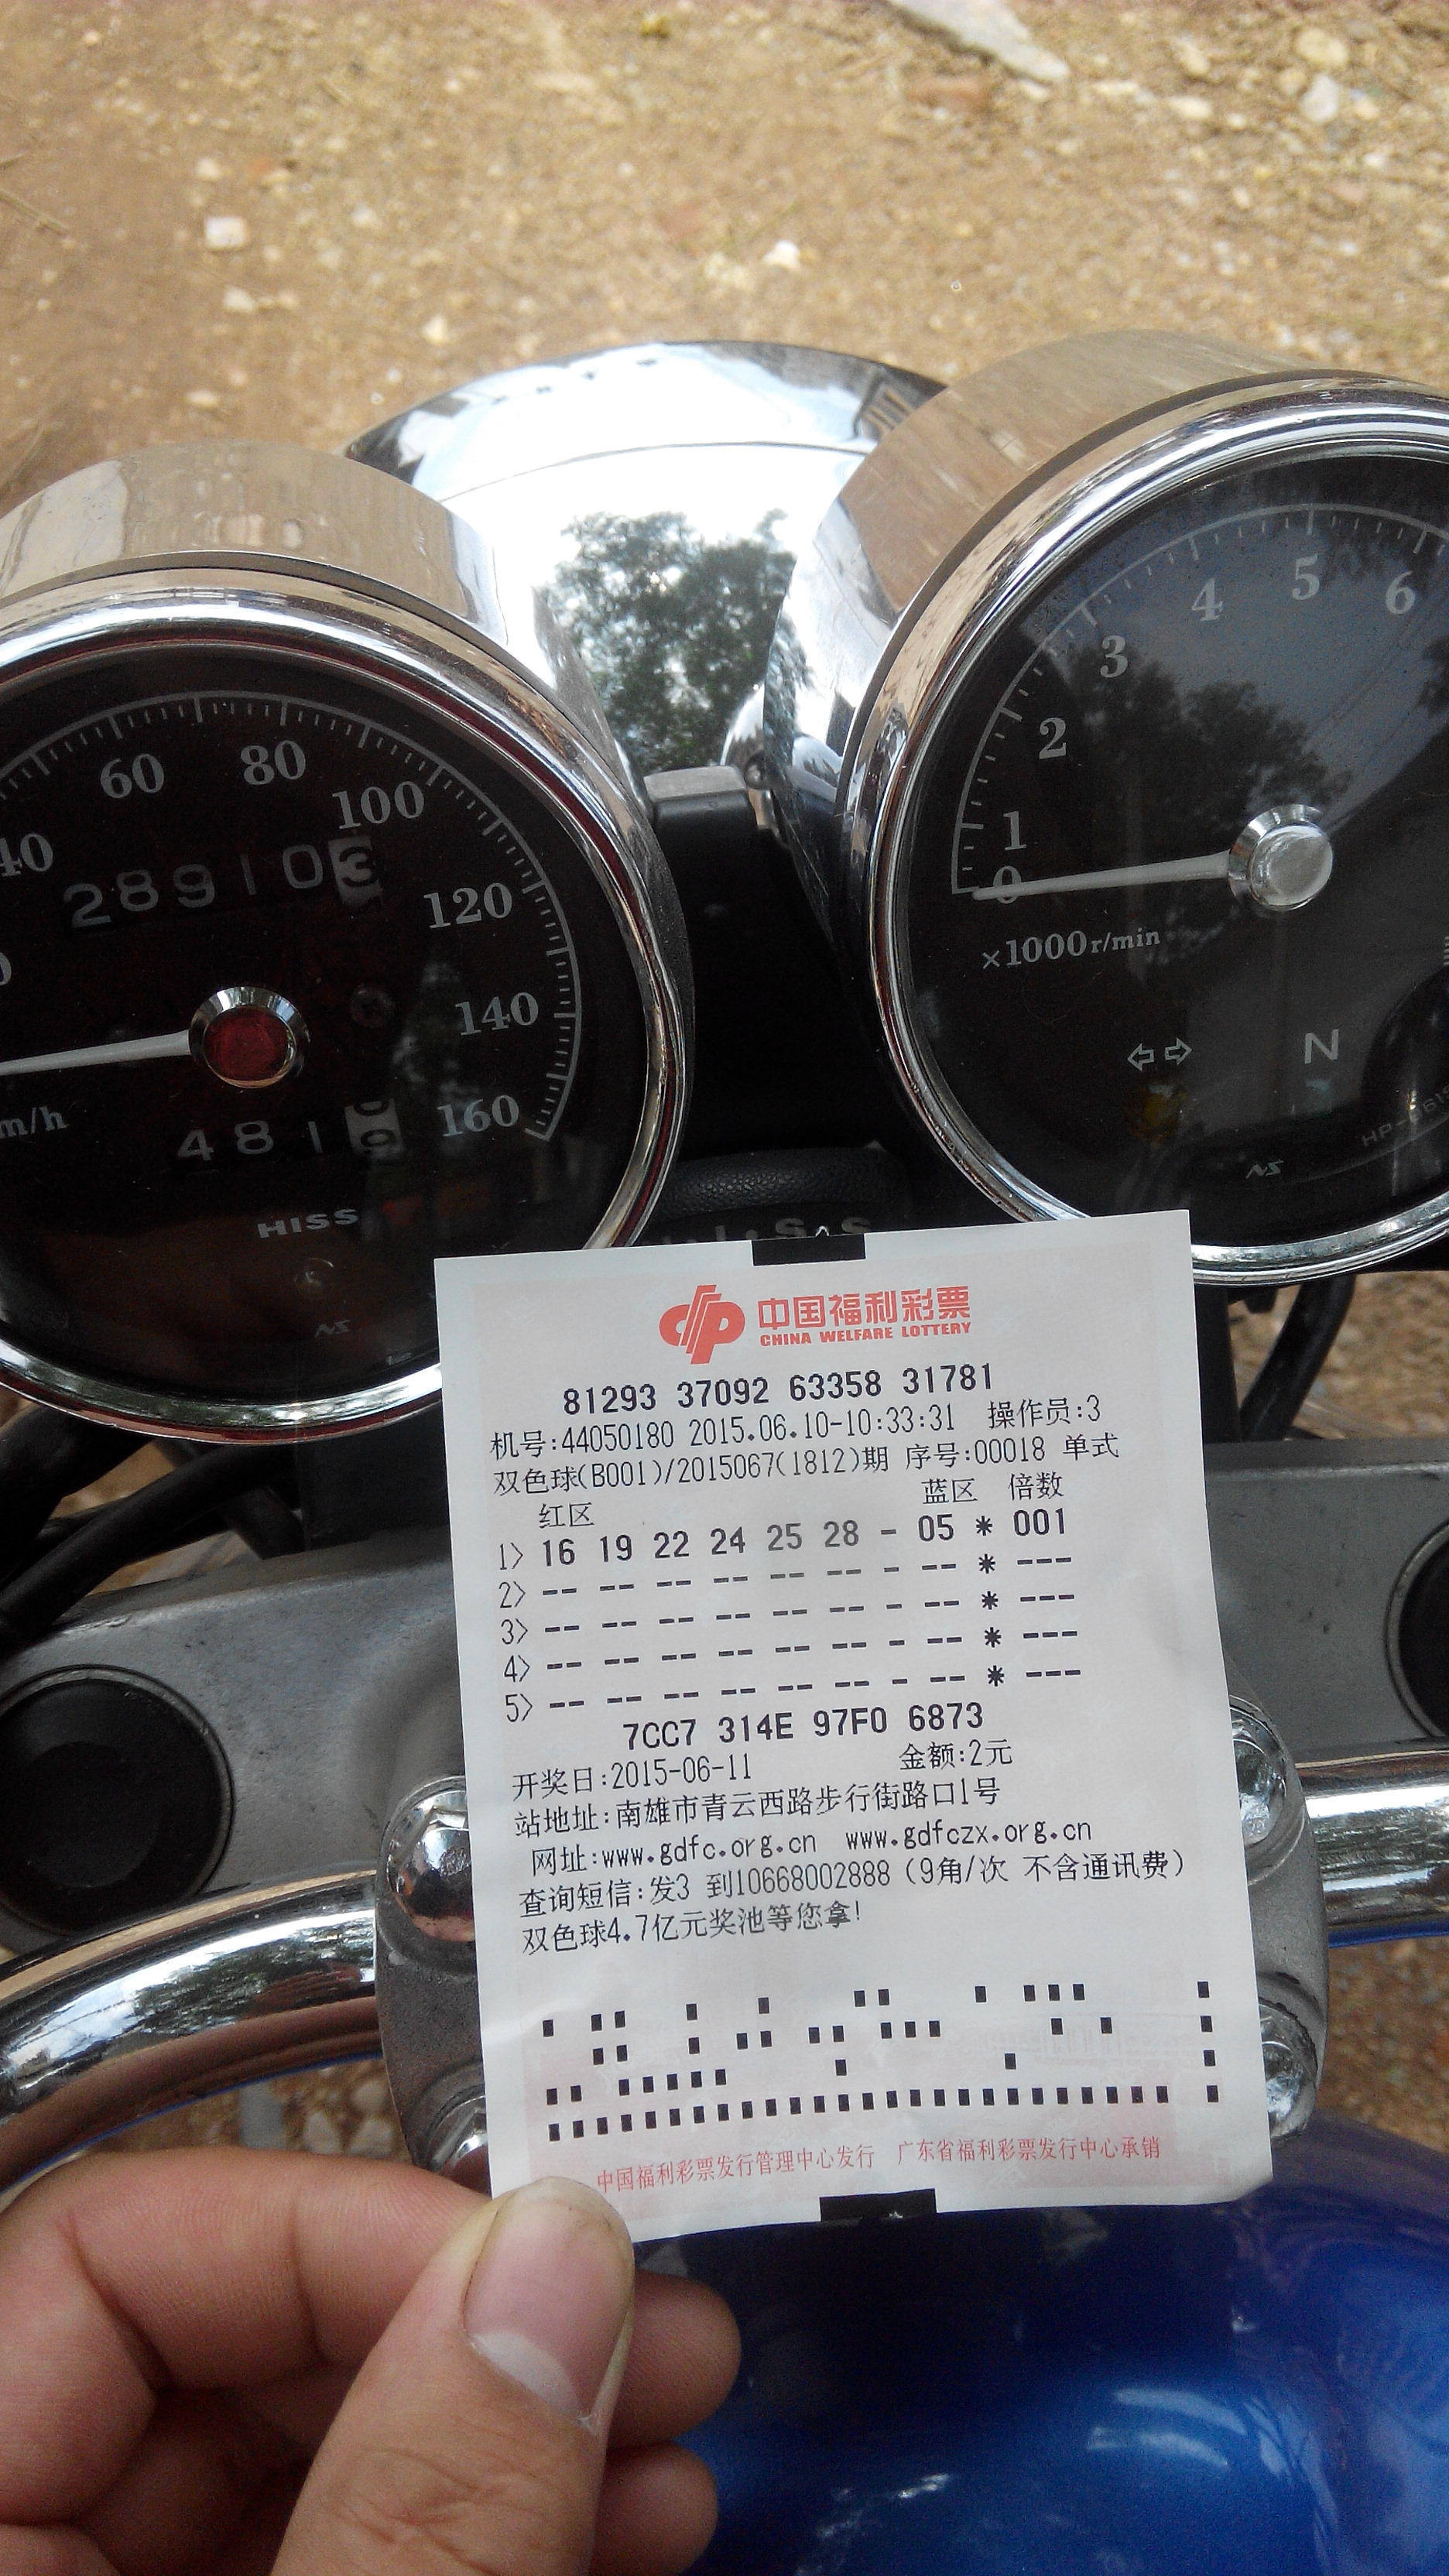 60 80 100 120 140 160
40
289103
m/h
4810
HISS
NS
0 1 2 3 4 5 6
×1000r/min
N
NS
中国福利彩票
CHINA WELFARE LOTTERY
81293 37092 63358 31781
机号:44050180 2015.06.10-10:33:31 操作员:3
双色球(B001)/2015067(1812)期 序号:00018 单式
红区 蓝区 倍数
1> 16 19 22 24 25 28 - 05 * 001
2> -- -- -- -- -- -- - -- * ---
3> -- -- -- -- -- -- - -- * ---
4> -- -- -- -- -- -- - -- * ---
5> -- -- -- -- -- -- - -- * ---
7CC7 314E 97F0 6873
开奖日:2015-06-11 金额:2元
站地址:南雄市青云西路步行街路口1号
网址:www.gdfc.org.cn www.gdfczx.org.cn
查询短信:发3 到10668002888(9角/次 不含通讯费)
双色球4.7亿元奖池等您拿!
中国福利彩票发行管理中心发行 广东省福利彩票发行中心承销